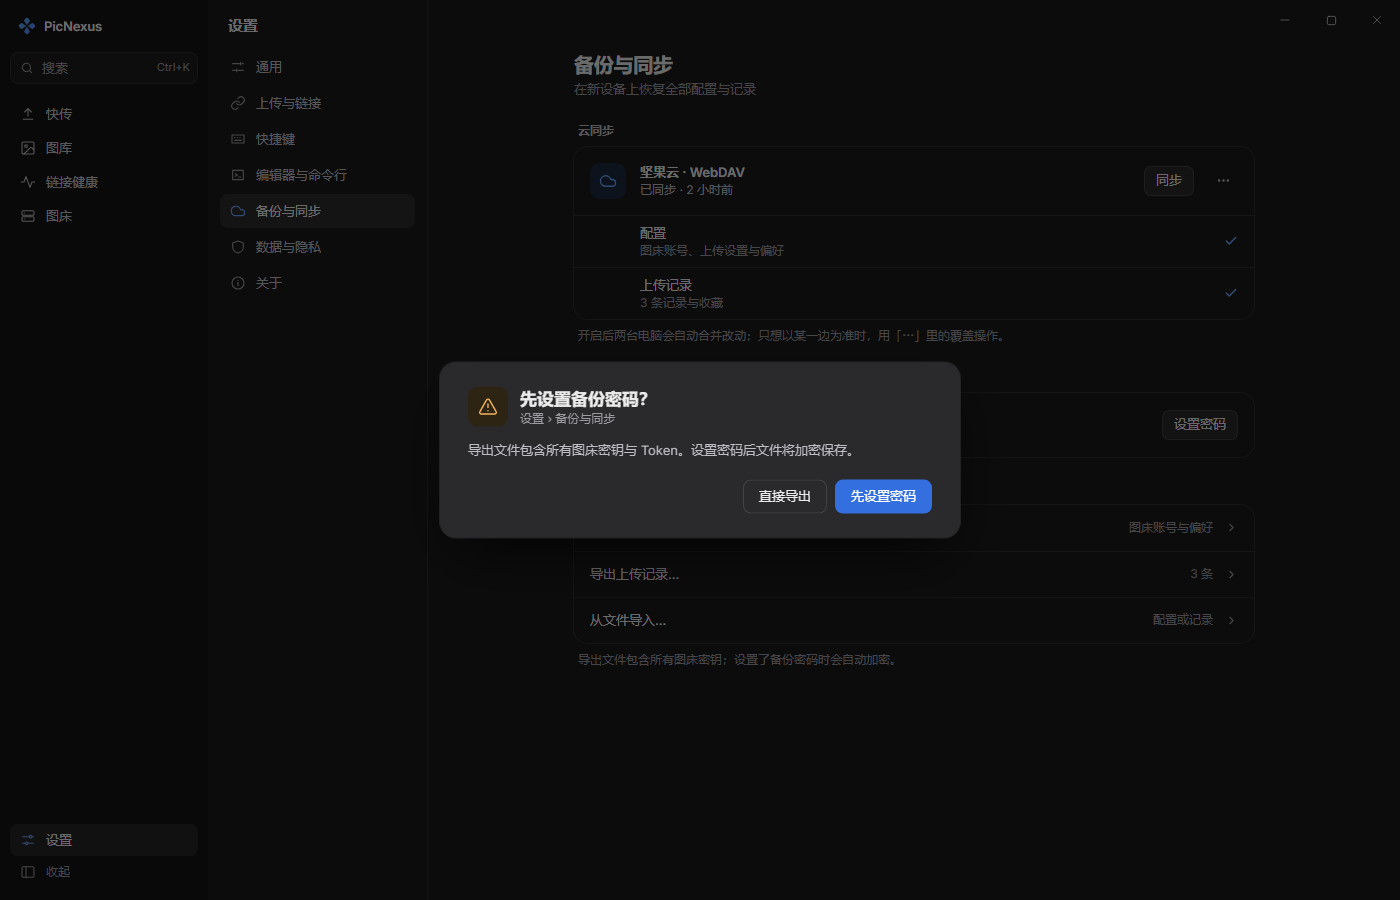 PicNexus
搜索
Ctrl+K
快传
图库
链接健康
图床
设置
收起
设置
通用
上传与链接
快捷键
编辑器与命令行
备份与同步
数据与隐私
关于
备份与同步
在新设备上恢复全部配置与记录
云同步
坚果云 · WebDAV
已同步 · 2 小时前
同步
配置
图床账号、上传设置与偏好
上传记录
3 条记录与收藏
开启后两台电脑会自动合并改动；只想以某一边为准时，用「···」里的覆盖操作。
设置密码
先设置备份密码？
设置 › 备份与同步
导出文件包含所有图床密钥与 Token。设置密码后文件将加密保存。
直接导出
先设置密码
图床账号与偏好
导出上传记录...
3 条
从文件导入...
配置或记录
导出文件包含所有图床密钥；设置了备份密码时会自动加密。